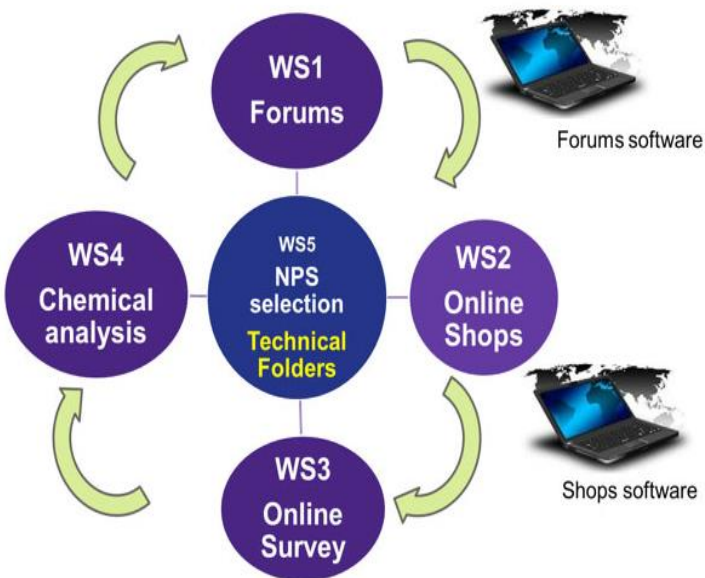 WS1
Forums
Forums software
WS4
Chemical
analysis
WS5
NPS
selection
Technical
Folders
WS2
Online
Shops
WS3
Online
Survey
Shops software